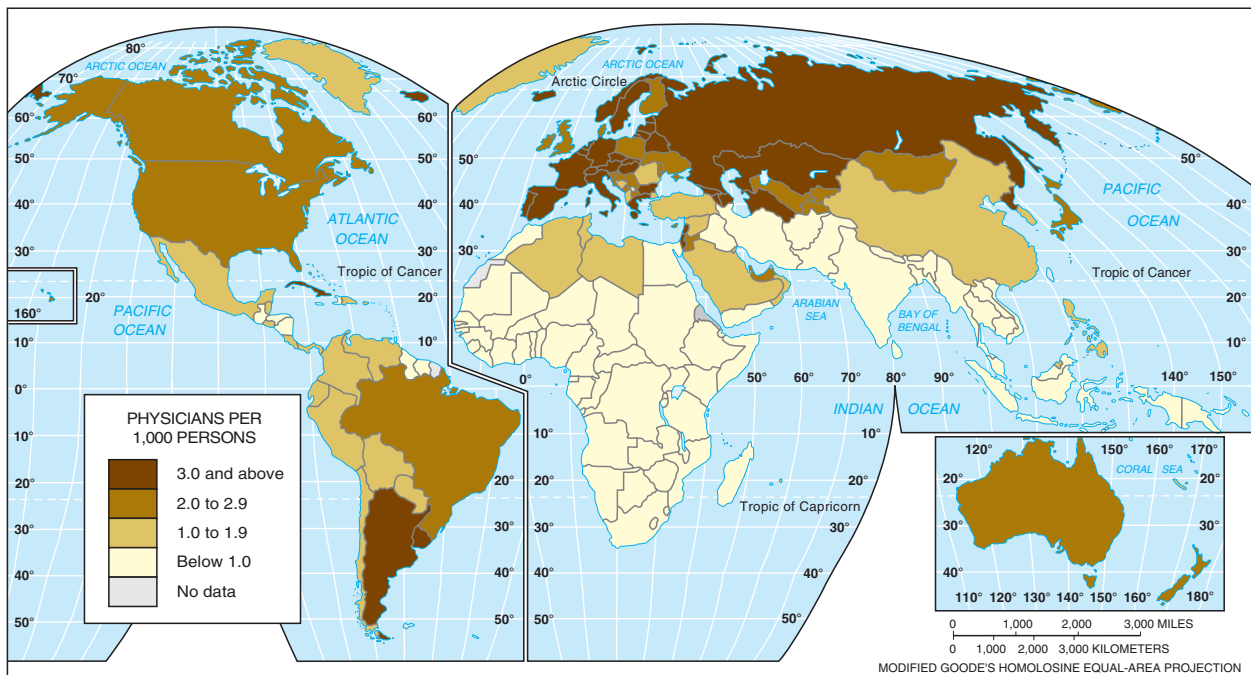 80°
ARCTIC OCEAN
70°
60°
50°
40°
30°
20°
160°
10°
0°
10°
20°
30°
40°
50°
Arctic Circle
ATLANTIC
OCEAN
Tropic of Cancer
PACIFIC
OCEAN
ARCTIC OCEAN
Arctic Circle
80°
70°
60°
50°
40°
30°
20°
10°
0°
10°
20°
30°
40°
50°
0°
50°
60°
70°
80°
90°
140°
150°
10°
20°
30°
40°
50°
50°
40°
30°
20°
10°
0°
PACIFIC
OCEAN
Tropic of Cancer
ARABIAN
SEA
BAY OF
BENGAL
INDIAN
OCEAN
Tropic of Capricorn
PHYSICIANS PER
1,000 PERSONS
3.0 and above
2.0 to 2.9
1.0 to 1.9
Below 1.0
No data
120°
150°
160°
170°
CORAL SEA
20°
30°
40°
20°
30°
40°
110°
120°
130°
140°
150°
160°
180°
0 1,000 2,000 3,000 MILES
0 1,000 2,000 3,000 KILOMETERS
MODIFIED GOODE'S HOMOLOSINE EQUAL-AREA PROJECTION